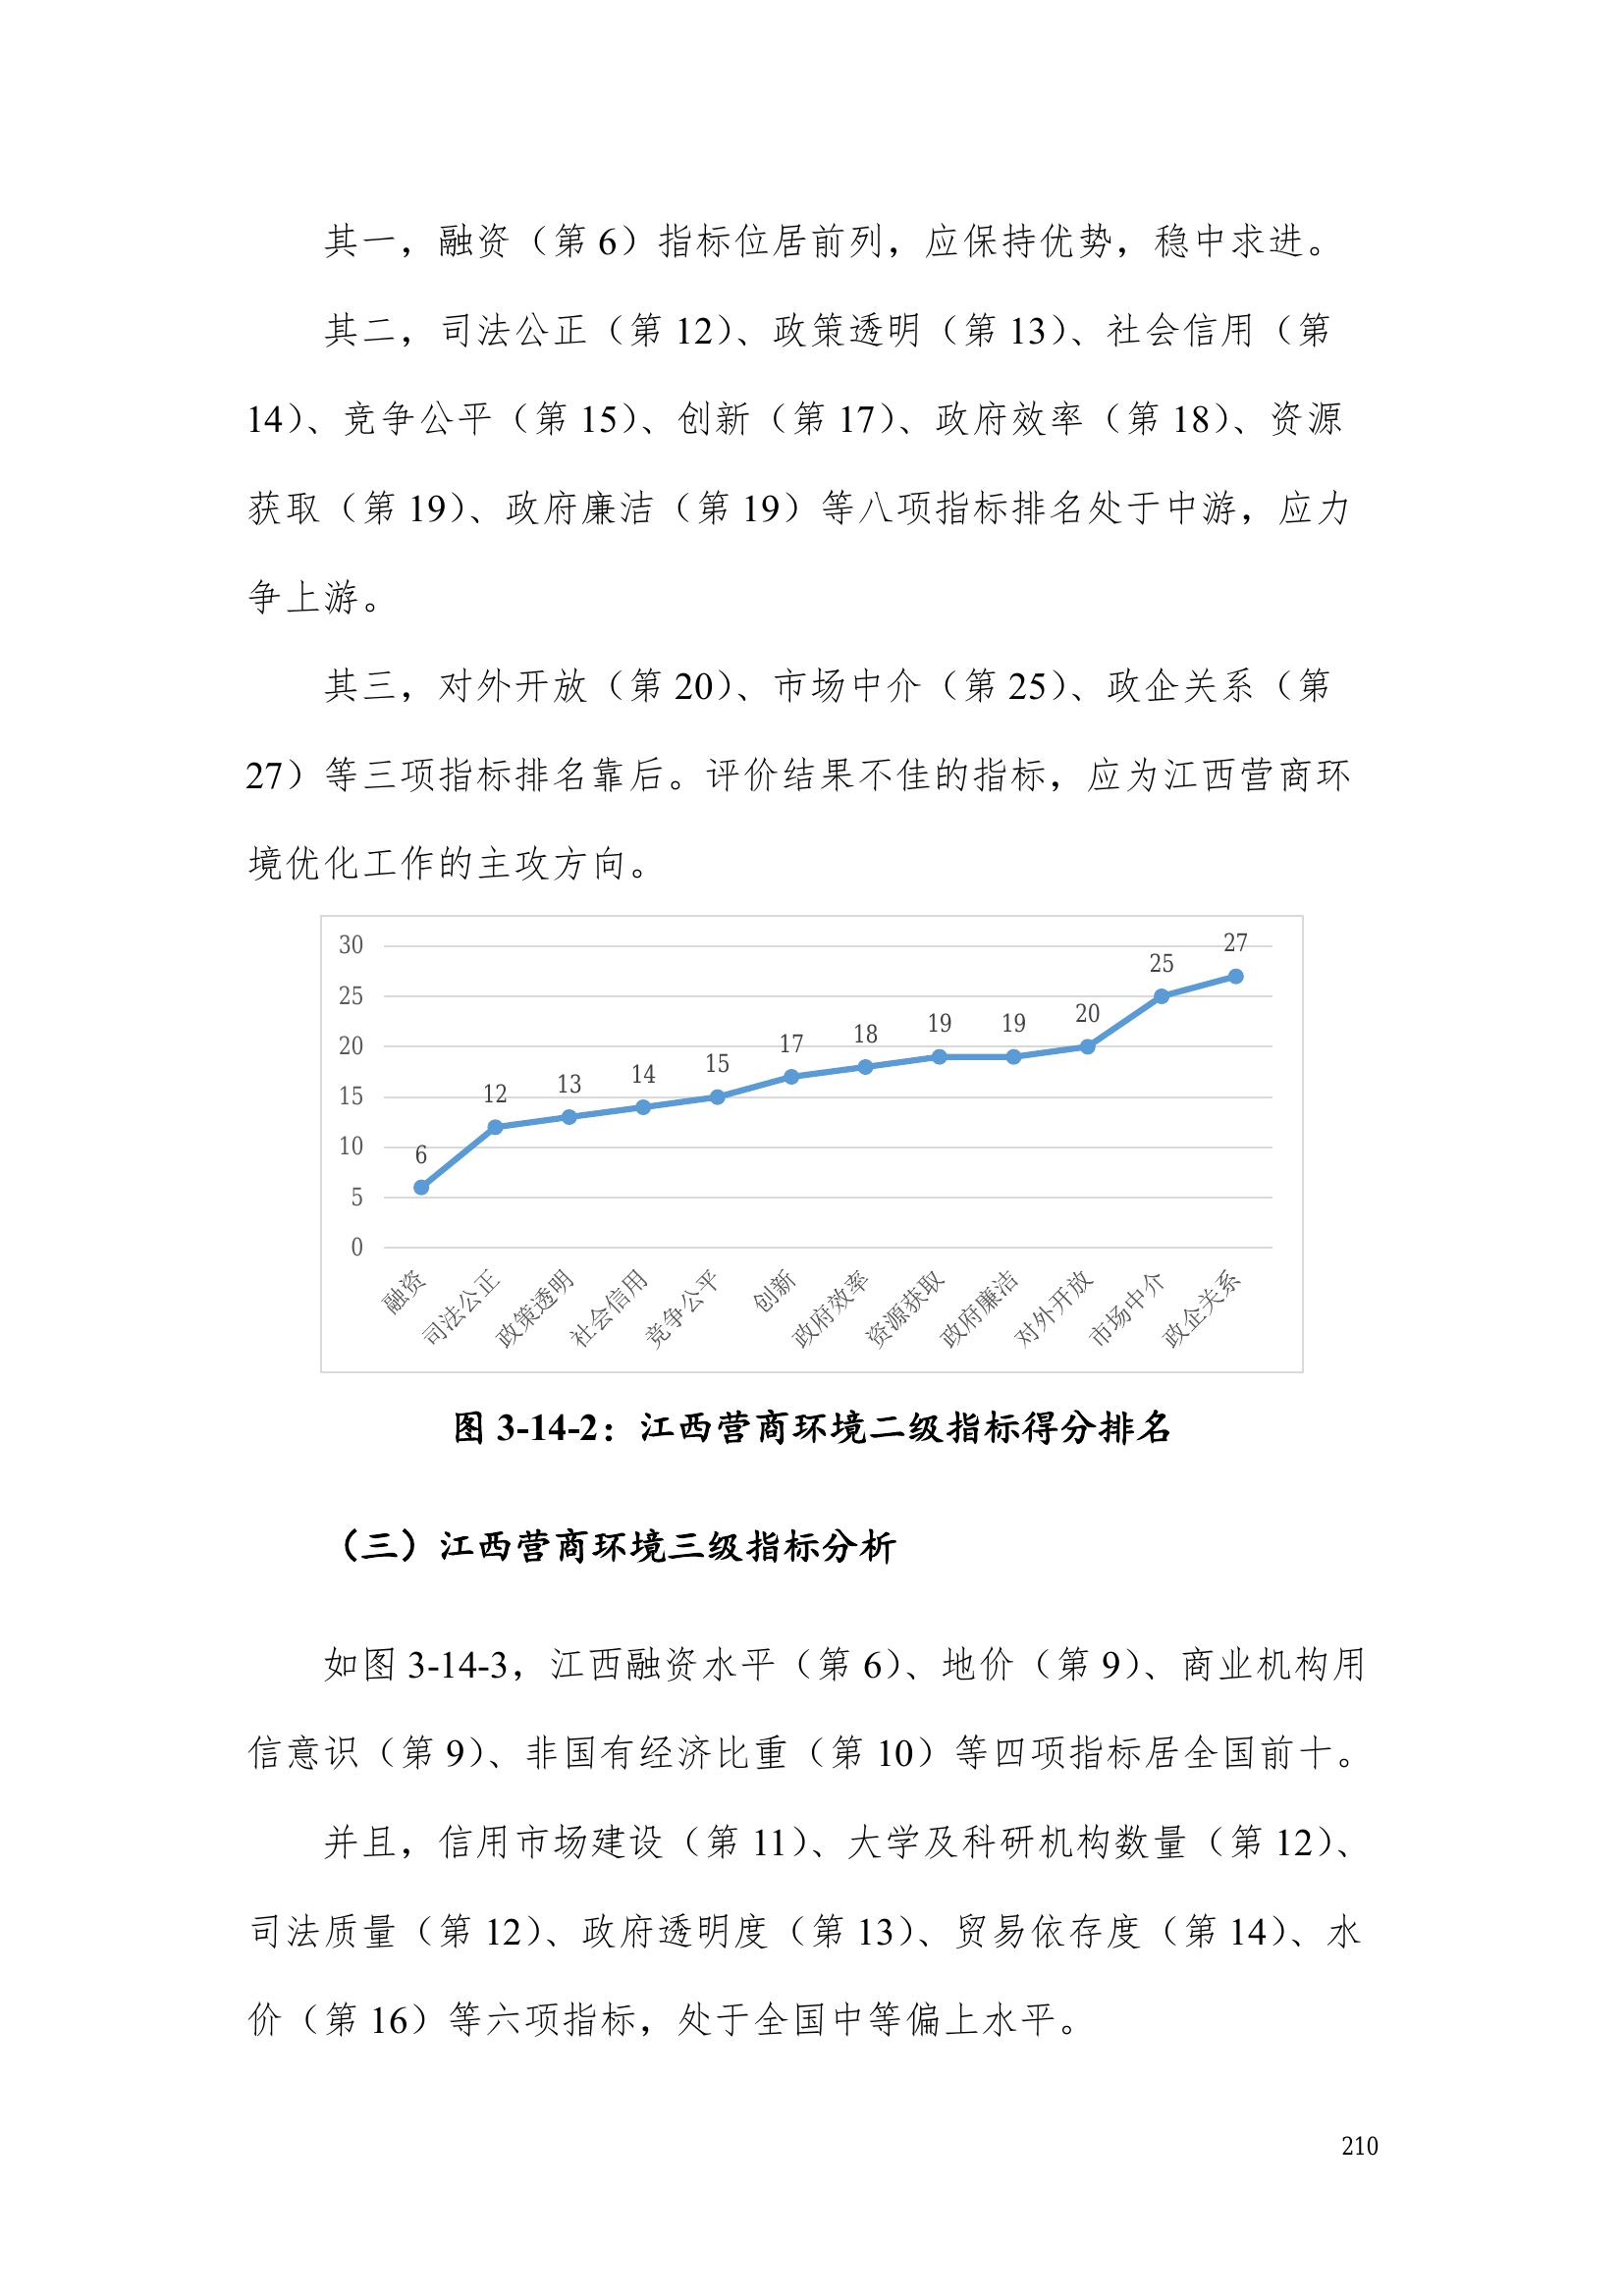 其一，融资（第 6）指标位居前列，应保持优势，稳中求进。
其二，司法公正（第 12）、政策透明（第 13）、社会信用（第
14）、竞争公平（第 15）、创新（第 17）、政府效率（第 18）、资源
获取（第 19）、政府廉洁（第 19）等八项指标排名处于中游，应力
争上游。
其三，对外开放（第 20）、市场中介（第 25）、政企关系（第
27）等三项指标排名靠后。评价结果不佳的指标，应为江西营商环
境优化工作的主攻方向。
30
25
20
15
10
5
0
6
12
13
14
15
17
18
19
19
20
25
27
融资
司法公正
政策透明
社会信用
竞争公平
创新
政府效率
资源获取
政府廉洁
对外开放
市场中介
政企关系
图 3-14-2：江西营商环境二级指标得分排名
（三）江西营商环境三级指标分析
如图 3-14-3，江西融资水平（第 6）、地价（第 9）、商业机构用
信意识（第 9）、非国有经济比重（第 10）等四项指标居全国前十。
并且，信用市场建设（第 11）、大学及科研机构数量（第 12）、
司法质量（第 12）、政府透明度（第 13）、贸易依存度（第 14）、水
价（第 16）等六项指标，处于全国中等偏上水平。
210